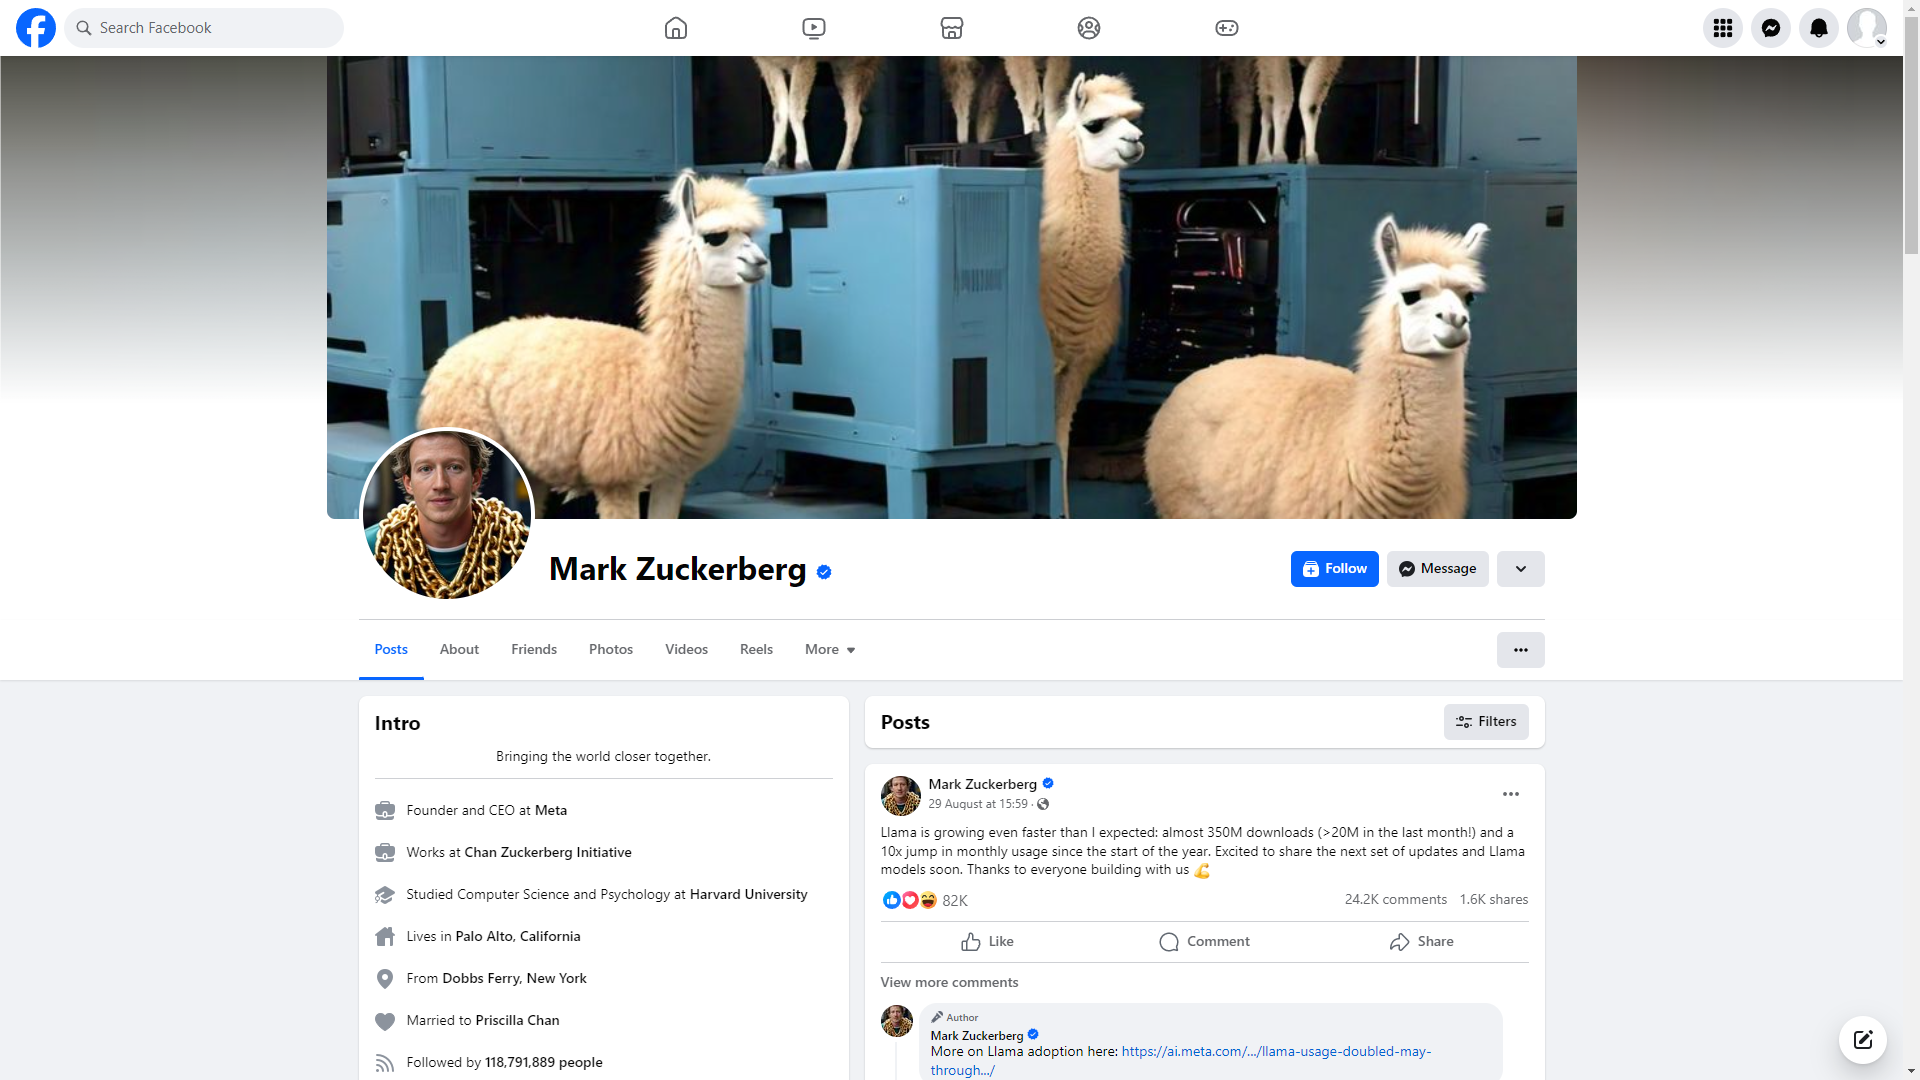 Search Facebook
Mark Zuckerberg
Follow
Message
Posts
About
Friends
Photos
Videos
Reels
More
Intro
Bringing the world closer together.
Founder and CEO at Meta
Works at Chan Zuckerberg Initiative
Studied Computer Science and Psychology at Harvard University
Lives in Palo Alto, California
From Dobbs Ferry, New York
Married to Priscilla Chan
Followed by 118,791,889 people
Posts
Filters
Mark Zuckerberg
29 August at 15:59 ·
Llama is growing even faster than I expected: almost 350M downloads (>20M in the last month!) and a
10x jump in monthly usage since the start of the year. Excited to share the next set of updates and Llama
models soon. Thanks to everyone building with us 💪
82K
24.2K comments
1.6K shares
Like
Comment
Share
View more comments
Author
Mark Zuckerberg
More on Llama adoption here: https://ai.meta.com/.../llama-usage-doubled-may-
through.../